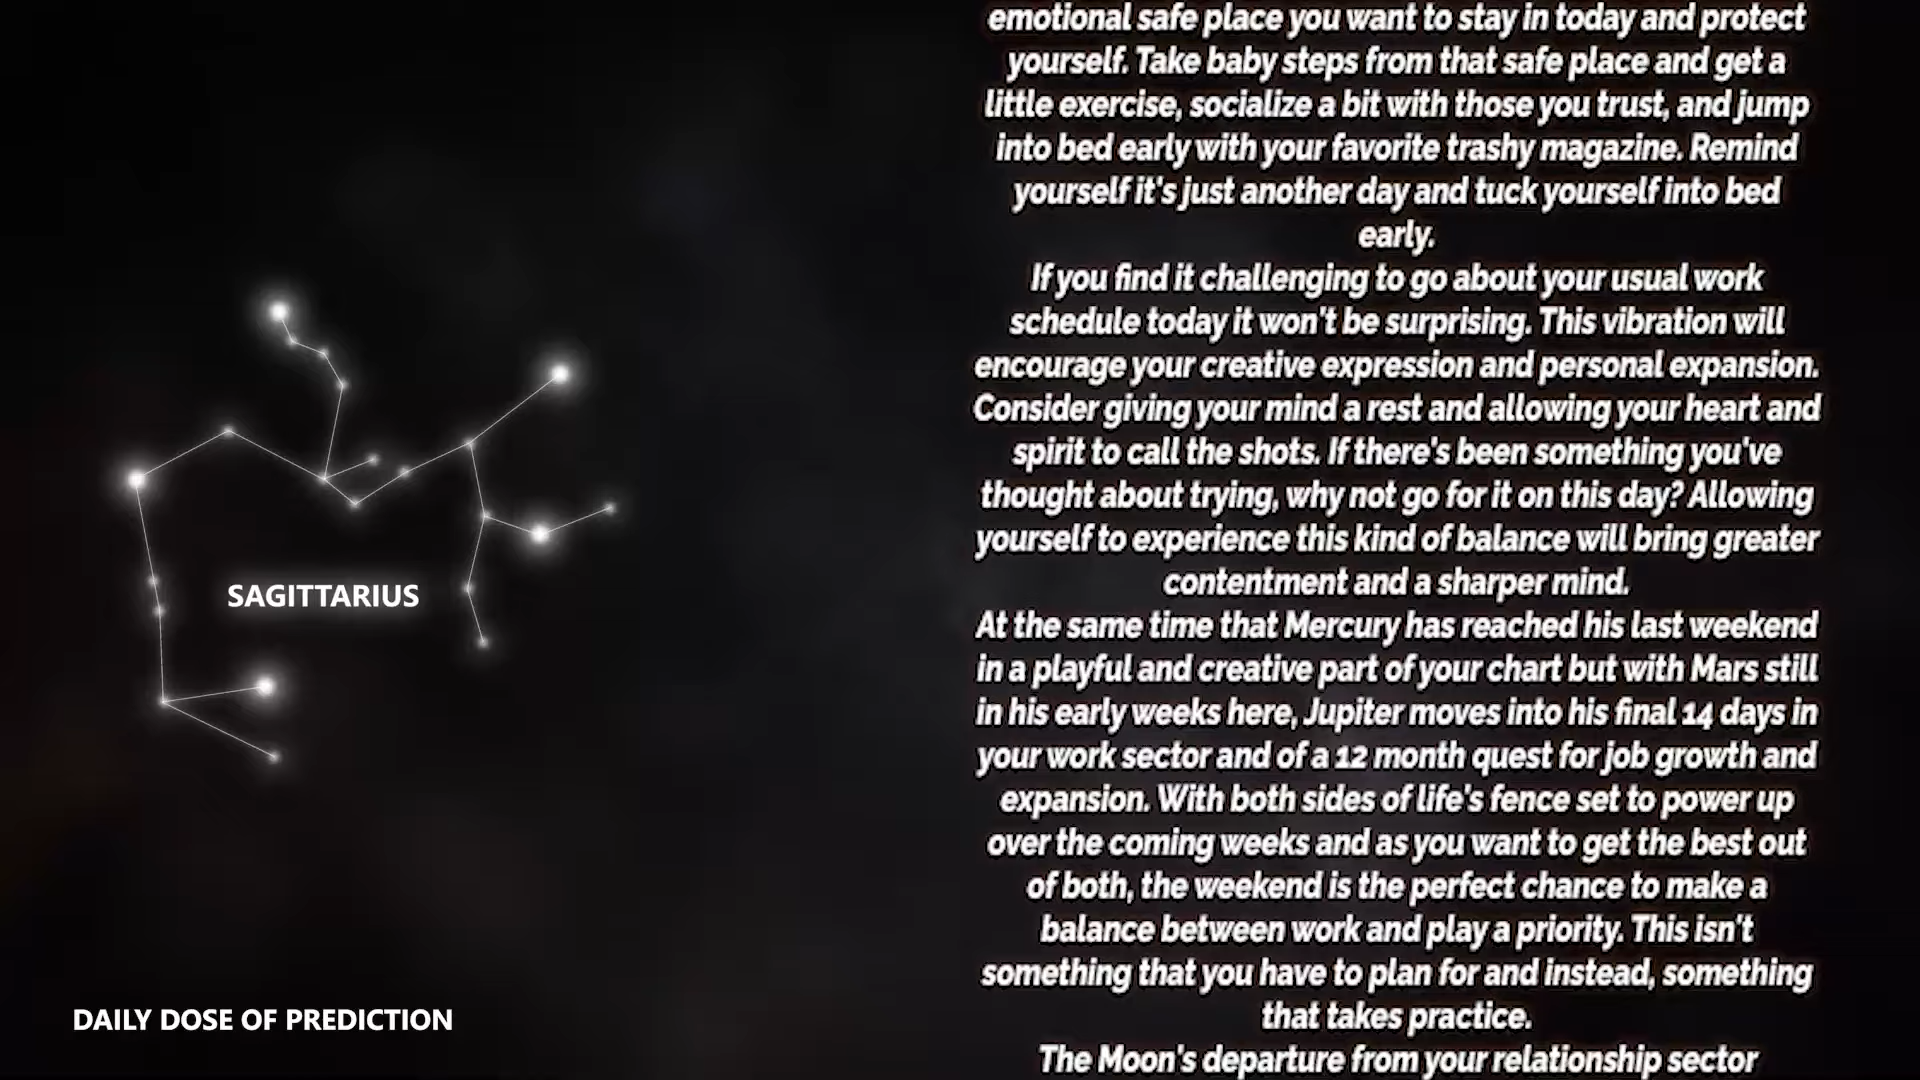 emotional safe place you want to stay in today and protect
yourself. Take baby steps from that safe place and get a
little exercise, socialize a bit with those you trust, and jump
into bed early with your favorite trashy magazine. Remind
yourself it's just another day and tuck yourself into bed
early.
If you find it challenging to go about your usual work
schedule today it won't be surprising. This vibration will
encourage your creative expression and personal expansion.
Consider giving your mind a rest and allowing your heart and
spirit to call the shots. If there's been something you've
thought about trying, why not go for it on this day? Allowing
yourself to experience this kind of balance will bring greater
contentment and a sharper mind.
At the same time that Mercury has reached his last weekend
in a playful and creative part of your chart but with Mars still
in his early weeks here, Jupiter moves into his final 14 days in
your work sector and of a 12 month quest for job growth and
expansion. With both sides of life's fence set to power up
over the coming weeks and as you want to get the best out
of both, the weekend is the perfect chance to make a
balance between work and play a priority. This isn't
something that you have to plan for and instead, something
that takes practice.
The Moon's departure from your relationship sector
SAGITTARIUS
DAILY DOSE OF PREDICTION